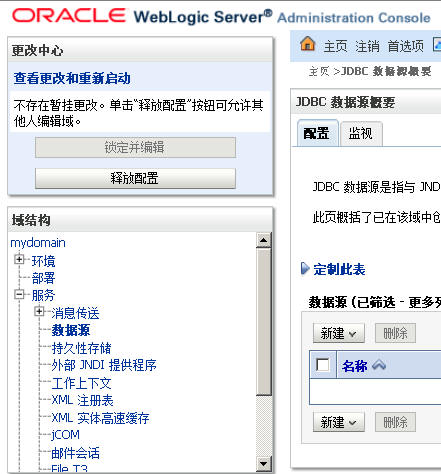 ORACLE WebLogic Server® Administration Console
更改中心
查看更改和重新启动
不存在暂挂更改。单击“释放配置”按钮可允许其
他人编辑域。
锁定并编辑
释放配置
域结构
mydomain
环境
部署
服务
消息传送
数据源
持久性存储
外部 JNDI 提供程序
工作上下文
XML 注册表
XML 实体高速缓存
jCOM
邮件会话
File T3
主页 注销 首选项
主页 >JDBC 数据源概要
JDBC 数据源概要
配置 监视
JDBC 数据源是指与 JND
此页概括了已在该域中创
定制此表
数据源 (已筛选 - 更多列
新建 删除
名称
新建 删除